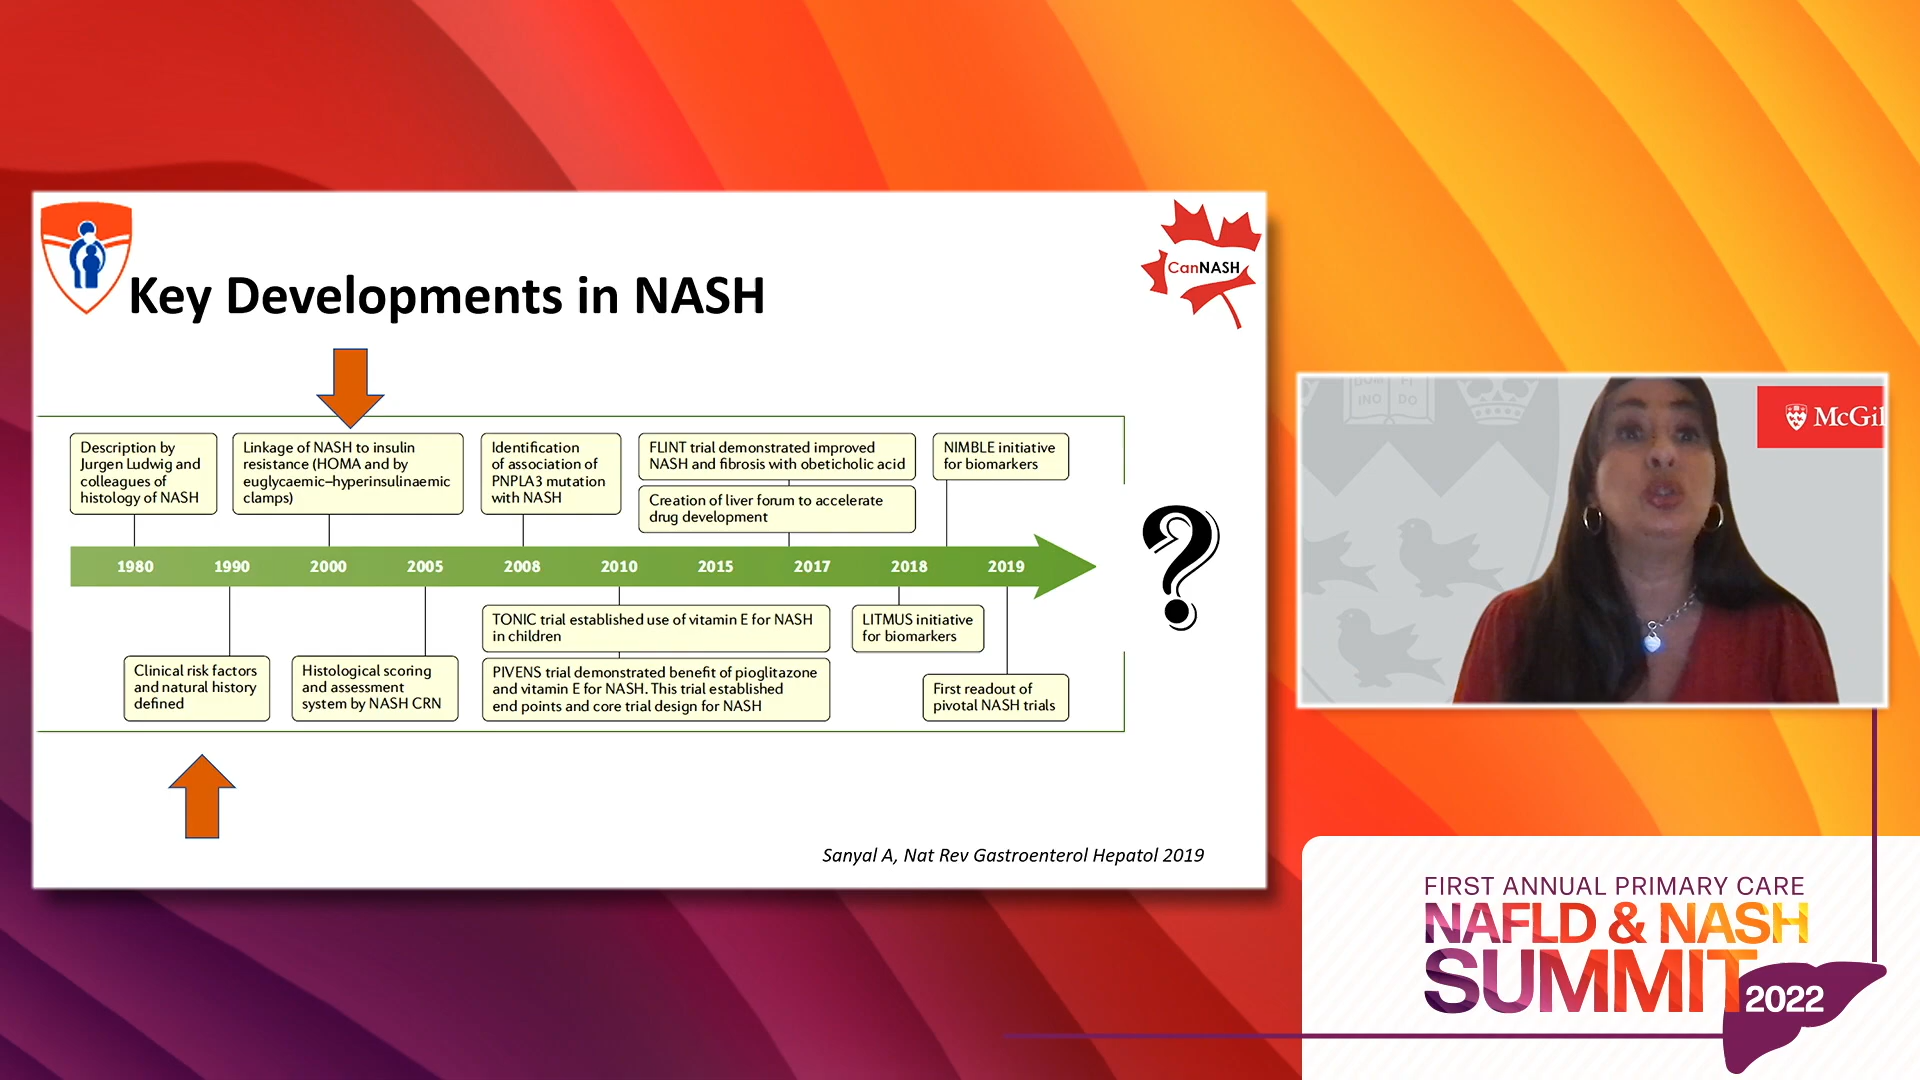 Key Developments in NASH
CanNASH
Description by
Jurgen Ludwig and
colleagues of
histology of NASH
Linkage of NASH to insulin
resistance (HOMA and by
euglycaemic–hyperinsulinaemic
clamps)
Identification
of association of
PNPLA3 mutation
with NASH
FLINT trial demonstrated improved
NASH and fibrosis with obeticholic acid
Creation of liver forum to accelerate
drug development
NIMBLE initiative
for biomarkers
1980 1990 2000 2005 2008 2010 2015 2017 2018 2019
?
Clinical risk factors
and natural history
defined
Histological scoring
and assessment
system by NASH CRN
TONIC trial established use of vitamin E for NASH
in children
PIVENS trial demonstrated benefit of pioglitazone
and vitamin E for NASH. This trial established
end points and core trial design for NASH
LITMUS initiative
for biomarkers
First readout of
pivotal NASH trials
Sanyal A, Nat Rev Gastroenterol Hepatol 2019
INO DO
McGil
FIRST ANNUAL PRIMARY CARE
NAFLD & NASH
SUMMIT
2022